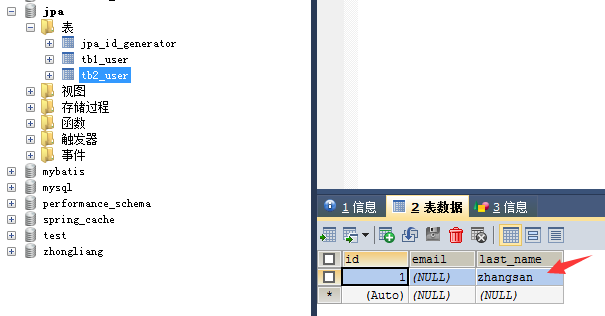 jpa
表
jpa_id_generator
tb1_user
tb2_user
视图
存储过程
函数
触发器
事件
mybatis
mysql
performance_schema
spring_cache
test
zhongliang
1 信息 2 表数据 3 信息
id email last_name
1 (NULL) zhangsan
* (Auto) (NULL) (NULL)